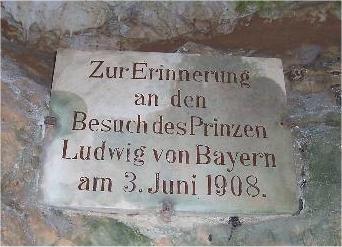 Zur Erinnerung
an den
Besuch des Prinzen
Ludwig von Bayern
am 3. Juni 1908.